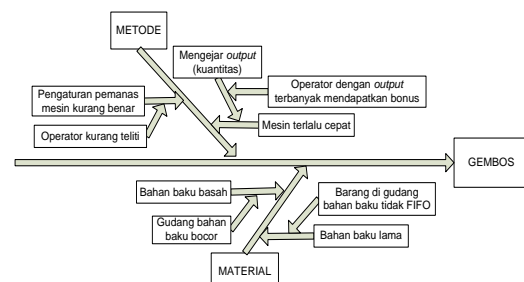 METODE
Mengejar output
(kuantitas)
Pengaturan pemanas
mesin kurang benar
Operator dengan output
terbanyak mendapatkan bonus
Operator kurang teliti
Mesin terlalu cepat
GEMBOS
Bahan baku basah
Barang di gudang
bahan baku tidak FIFO
Gudang bahan
baku bocor
Bahan baku lama
MATERIAL